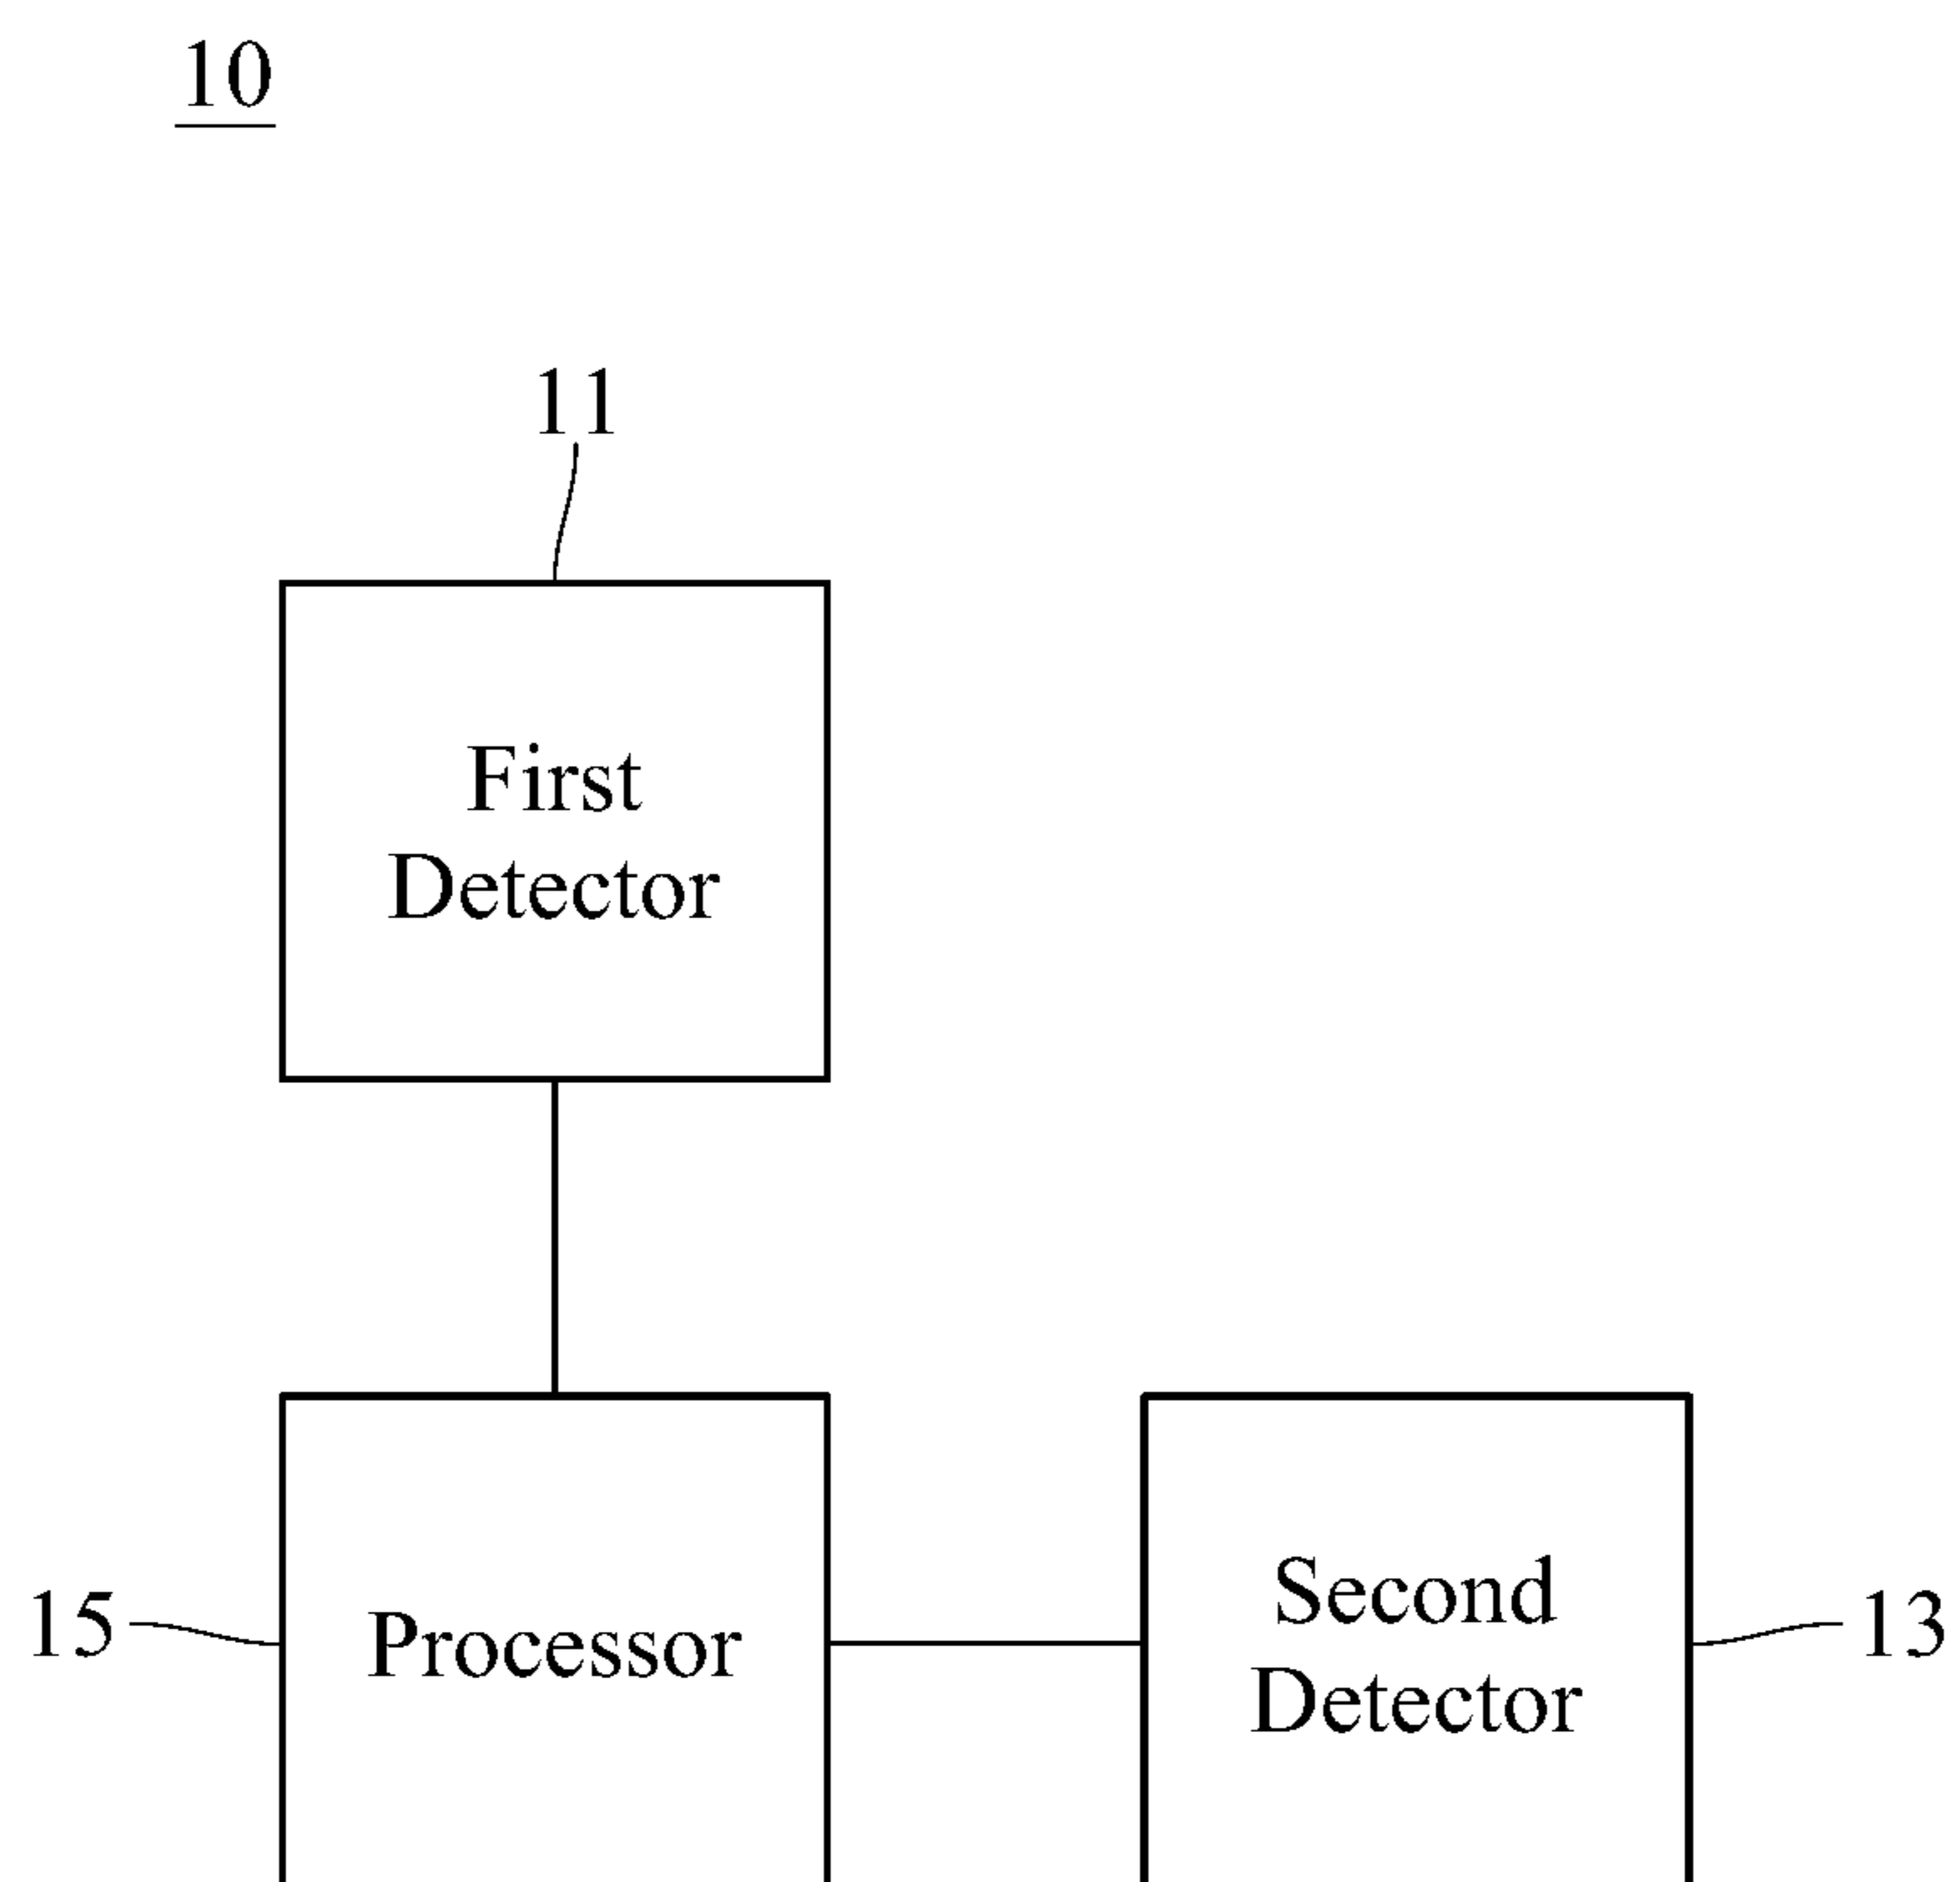 10
11
First
Detector
15
Processor
Second
Detector
13